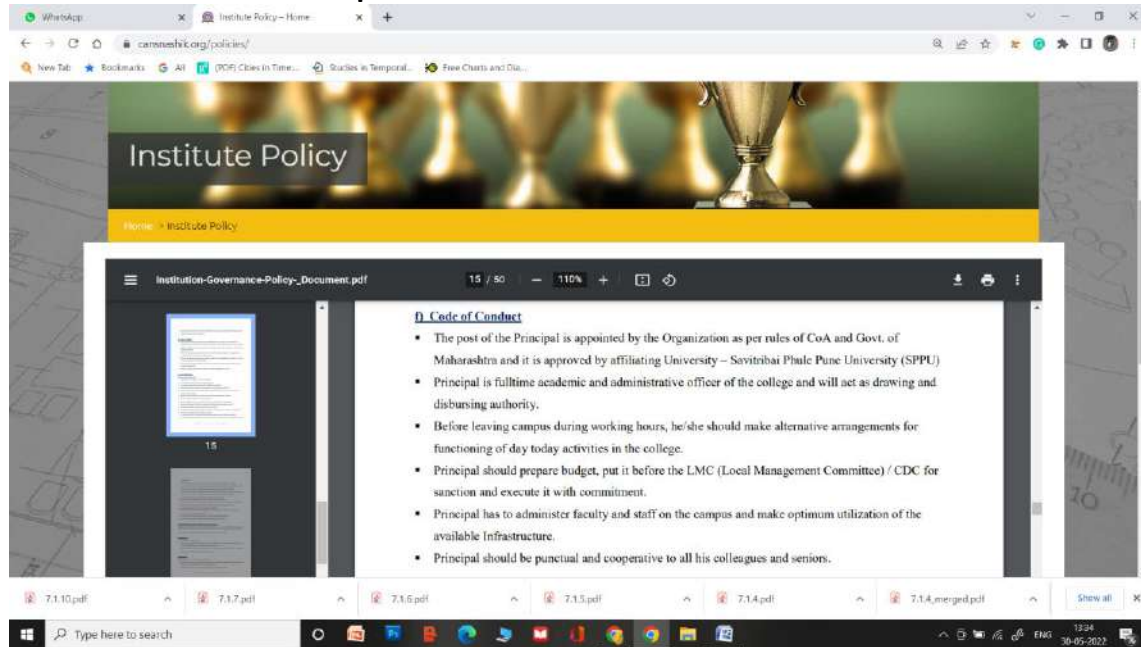 WhatsApp
Institute Policy – Home
cansnashik.org/policies/
New Tab
Bookmarks
All
(PDF) Cities in Time...
Studies in Temporal...
Free Charts and Dia...
Institute Policy
Home > Institute Policy
Institution-Governance-Policy-_Document.pdf
15 / 50
110%
f) Code of Conduct
▪ The post of the Principal is appointed by the Organization as per rules of CoA and Govt. of
Maharashtra and it is approved by affiliating University – Savitribai Phule Pune University (SPPU)
▪ Principal is fulltime academic and administrative officer of the college and will act as drawing and
disbursing authority.
▪ Before leaving campus during working hours, he/she should make alternative arrangements for
functioning of day today activities in the college.
▪ Principal should prepare budget, put it before the LMC (Local Management Committee) / CDC for
sanction and execute it with commitment.
▪ Principal has to administer faculty and staff on the campus and make optimum utilization of the
available Infrastructure.
▪ Principal should be punctual and cooperative to all his colleagues and seniors.
15
7.1.10.pdf
7.1.7.pdf
7.1.6.pdf
7.1.5.pdf
7.1.4.pdf
7.1.4_merged.pdf
Show all
Type here to search
ENG
13:34
30-05-2022